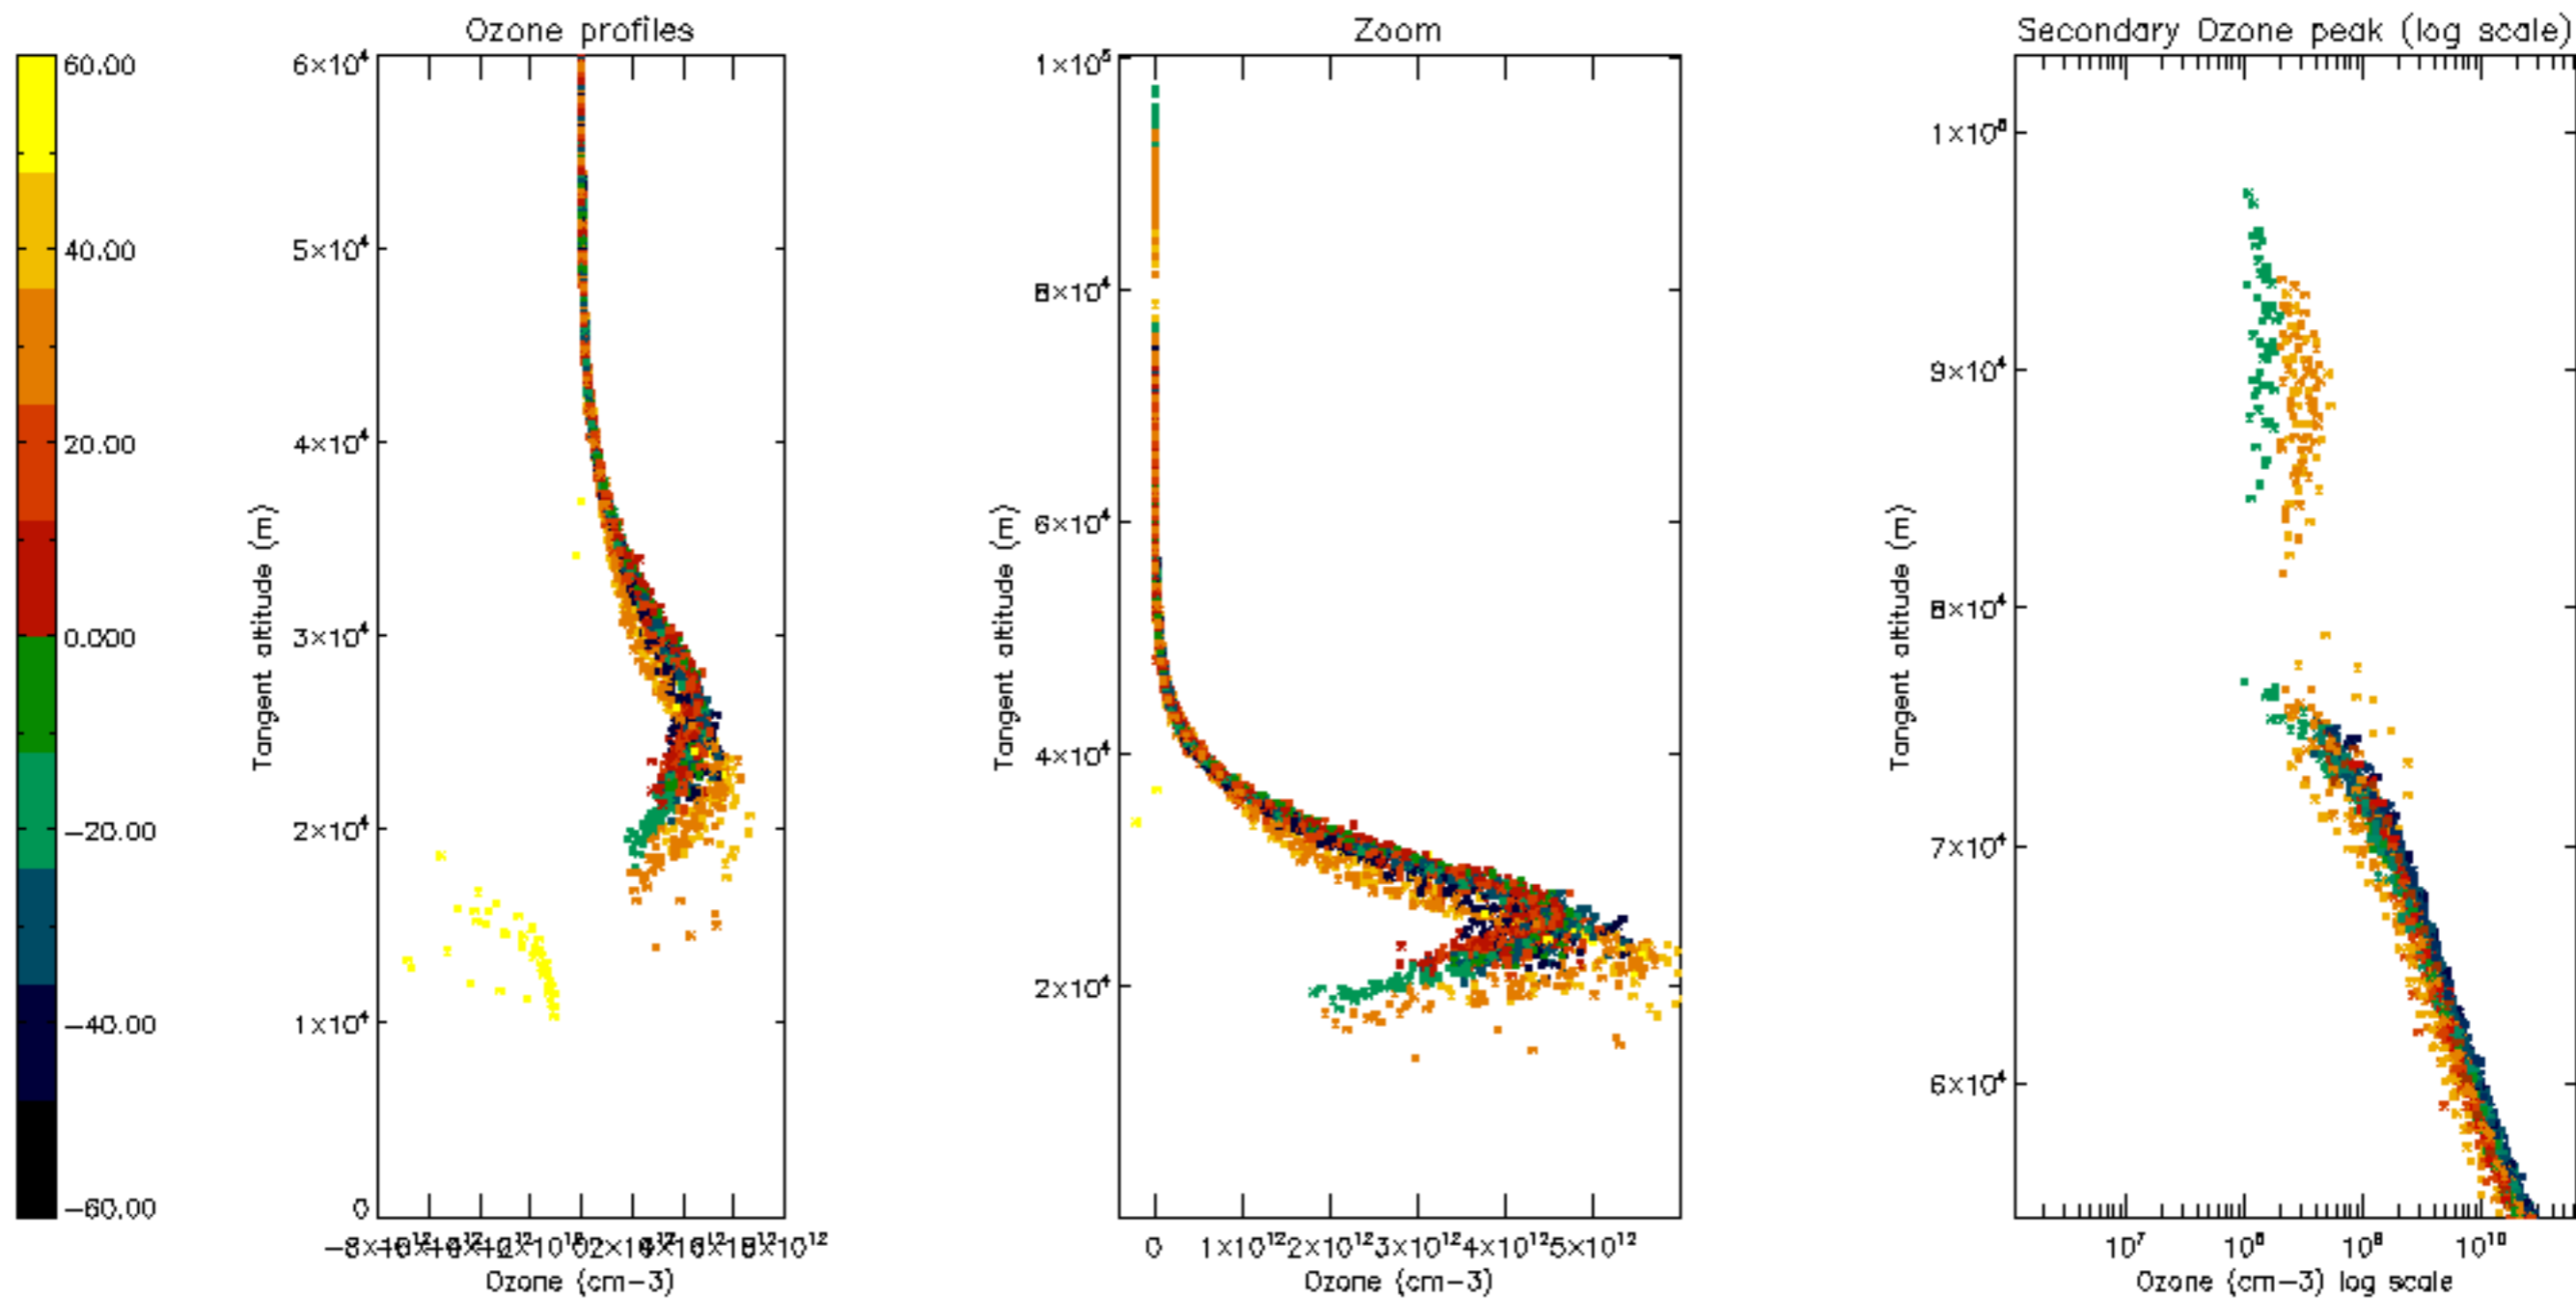 Ozone profiles
Zoom
Secondary Ozone peak (log scale)
60.00
40.00
20.00
0.000
-20.00
-40.00
-60.00
6×10⁴
5×10⁴
4×10⁴
3×10⁴
2×10⁴
1×10⁴
0
Tangent altitude (m)
2×10¹²
8×10¹²
Ozone (cm-3)
1×10⁵
8×10⁴
6×10⁴
4×10⁴
2×10⁴
Tangent altitude (m)
0 1×10¹² 2×10¹² 3×10¹² 4×10¹² 5×10¹²
Ozone (cm-3)
1×10⁵
9×10⁴
8×10⁴
7×10⁴
6×10⁴
Tangent altitude (m)
10⁷ 10⁸ 10⁹ 10¹⁰
Ozone (cm-3) log scale